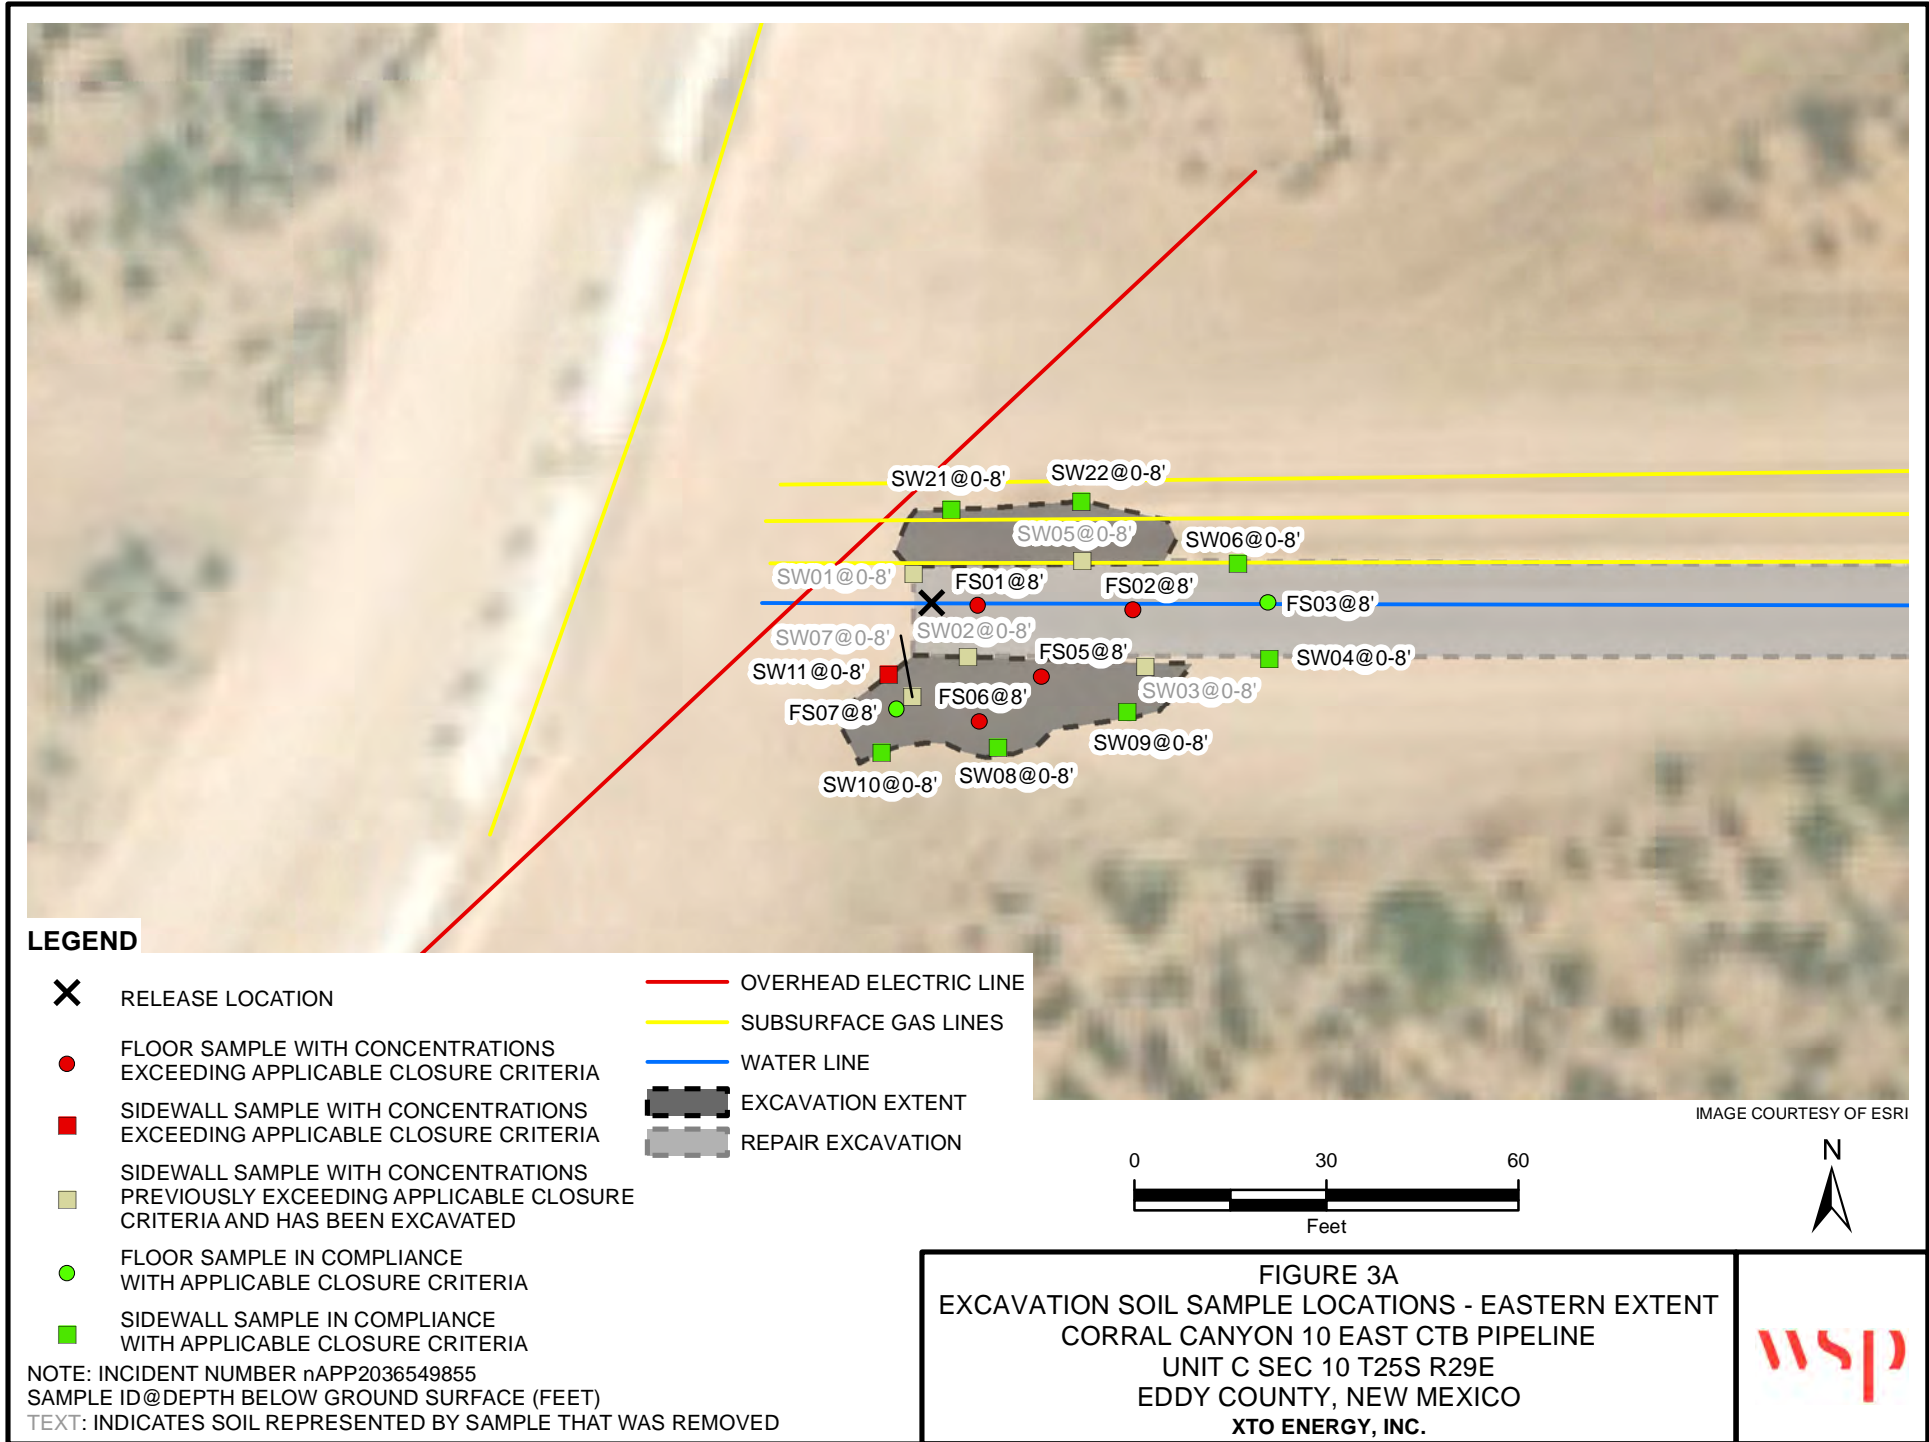 SW21@0-8'
SW22@0-8'
SW05@0-8'
SW06@0-8'
SW01@0-8'
FS01@8'
FS02@8'
FS03@8'
SW07@0-8'
SW02@0-8'
FS05@8'
SW04@0-8'
SW11@0-8'
SW03@0-8'
FS07@8'
FS06@8'
SW09@0-8'
SW10@0-8'
SW08@0-8'
LEGEND
RELEASE LOCATION
FLOOR SAMPLE WITH CONCENTRATIONS
EXCEEDING APPLICABLE CLOSURE CRITERIA
SIDEWALL SAMPLE WITH CONCENTRATIONS
EXCEEDING APPLICABLE CLOSURE CRITERIA
SIDEWALL SAMPLE WITH CONCENTRATIONS
PREVIOUSLY EXCEEDING APPLICABLE CLOSURE
CRITERIA AND HAS BEEN EXCAVATED
FLOOR SAMPLE IN COMPLIANCE
WITH APPLICABLE CLOSURE CRITERIA
SIDEWALL SAMPLE IN COMPLIANCE
WITH APPLICABLE CLOSURE CRITERIA
OVERHEAD ELECTRIC LINE
SUBSURFACE GAS LINES
WATER LINE
EXCAVATION EXTENT
REPAIR EXCAVATION
NOTE: INCIDENT NUMBER nAPP2036549855
SAMPLE ID@DEPTH BELOW GROUND SURFACE (FEET)
TEXT: INDICATES SOIL REPRESENTED BY SAMPLE THAT WAS REMOVED
IMAGE COURTESY OF ESRI
0 30 60
Feet
N
FIGURE 3A
EXCAVATION SOIL SAMPLE LOCATIONS - EASTERN EXTENT
CORRAL CANYON 10 EAST CTB PIPELINE
UNIT C SEC 10 T25S R29E
EDDY COUNTY, NEW MEXICO
XTO ENERGY, INC.
wsp